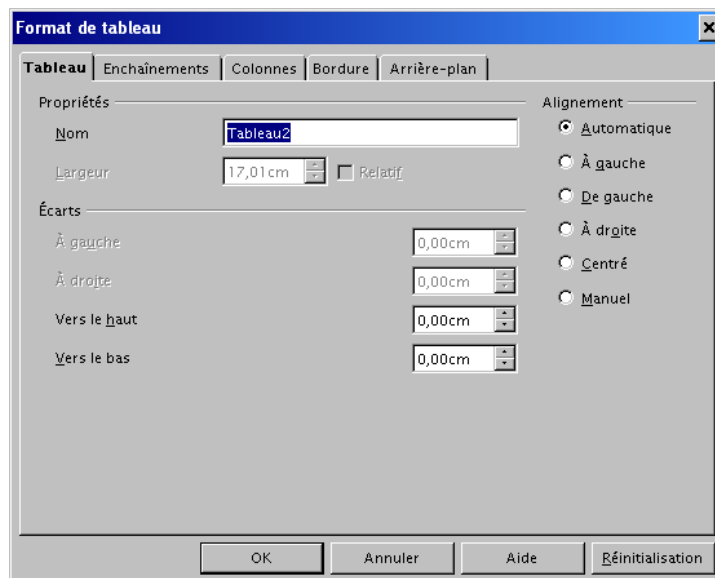 Format de tableau
Tableau Enchaînements Colonnes Bordure Arrière-plan
Propriétés
Nom Tableau2
Largeur 17,01cm Relatif
Écarts
À gauche 0,00cm
À droite 0,00cm
Vers le haut 0,00cm
Vers le bas 0,00cm
Alignement
Automatique
À gauche
De gauche
À droite
Centré
Manuel
OK Annuler Aide Réinitialisation